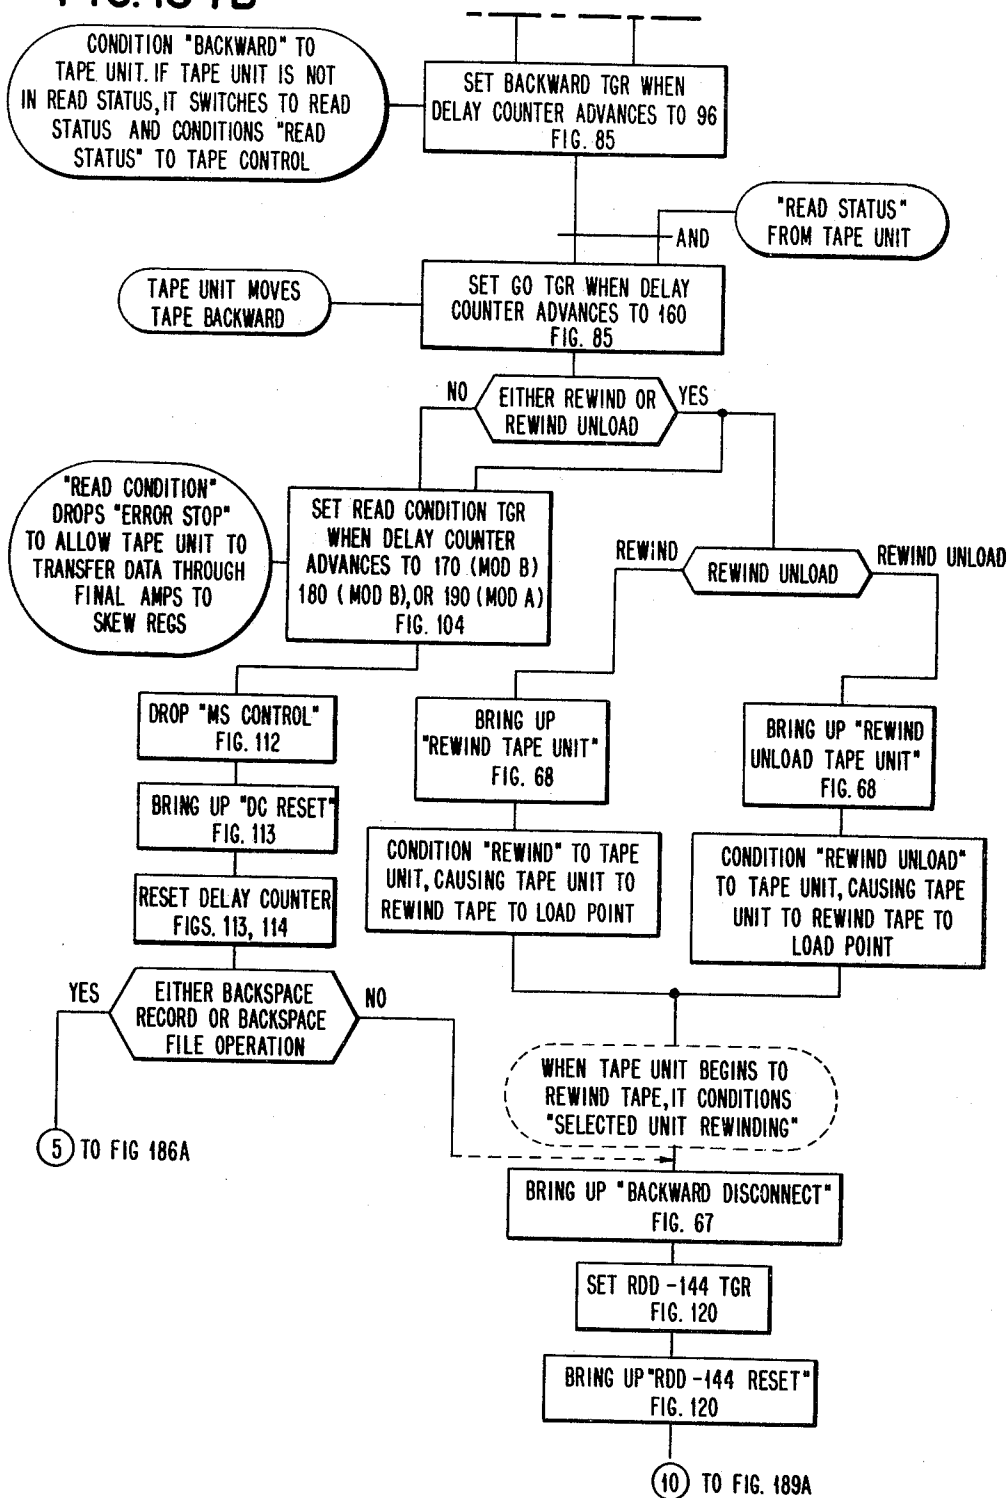 CONDITION "BACKWARD" TO
TAPE UNIT. IF TAPE UNIT IS NOT
IN READ STATUS, IT SWITCHES TO READ
STATUS AND CONDITIONS "READ
STATUS" TO TAPE CONTROL
SET BACKWARD TGR WHEN
DELAY COUNTER ADVANCES TO 96
FIG. 85
"READ STATUS"
FROM TAPE UNIT
AND
TAPE UNIT MOVES
TAPE BACKWARD
SET GO TGR WHEN DELAY
COUNTER ADVANCES TO 160
FIG. 85
NO
EITHER REWIND OR
REWIND UNLOAD
YES
"READ CONDITION"
DROPS "ERROR STOP"
TO ALLOW TAPE UNIT TO
TRANSFER DATA THROUGH
FINAL AMPS TO
SKEW REGS
SET READ CONDITION TGR
WHEN DELAY COUNTER
ADVANCES TO 170 (MOD B)
180 (MOD B), OR 190 (MOD A)
FIG. 104
REWIND
REWIND UNLOAD
REWIND UNLOAD
DROP "MS CONTROL"
FIG. 112
BRING UP
"REWIND TAPE UNIT"
FIG. 68
BRING UP "REWIND
UNLOAD TAPE UNIT"
FIG. 68
BRING UP "DC RESET"
FIG. 113
CONDITION "REWIND" TO TAPE
UNIT, CAUSING TAPE UNIT TO
REWIND TAPE TO LOAD POINT
CONDITION "REWIND UNLOAD"
TO TAPE UNIT, CAUSING TAPE
UNIT TO REWIND TAPE TO
LOAD POINT
RESET DELAY COUNTER
FIGS. 113, 114
YES
EITHER BACKSPACE
RECORD OR BACKSPACE
FILE OPERATION
NO
WHEN TAPE UNIT BEGINS TO
REWIND TAPE, IT CONDITIONS
"SELECTED UNIT REWINDING"
5 TO FIG 186A
BRING UP "BACKWARD DISCONNECT"
FIG. 67
SET RDD -144 TGR
FIG. 120
BRING UP "RDD -144 RESET"
FIG. 120
10 TO FIG. 189A